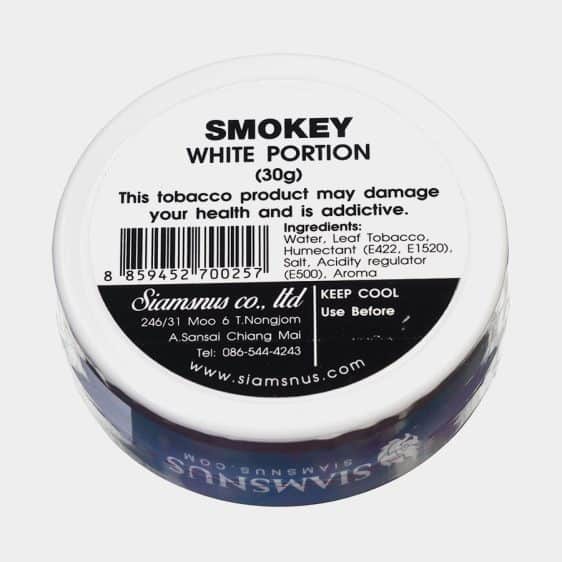 SMOKEY
WHITE PORTION
(30g)
This tobacco product may damage
your health and is addictive.
Ingredients:
Water, Leaf Tobacco,
Humectant (E422, E1520),
Salt, Acidity regulator
(E500), Aroma
8 859452 700257
Siamsnus co., ltd
246/31 Moo 6 T.Nongjom
A.Sansai Chiang Mai
Tel: 086-544-4243
www.siamsnus.com
KEEP COOL
Use Before
SIAMSNUS
SIAMSNUS.COM